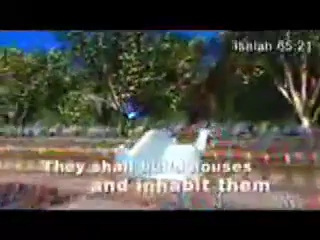 Isaiah 65:21
They shall build houses
and inhabit them